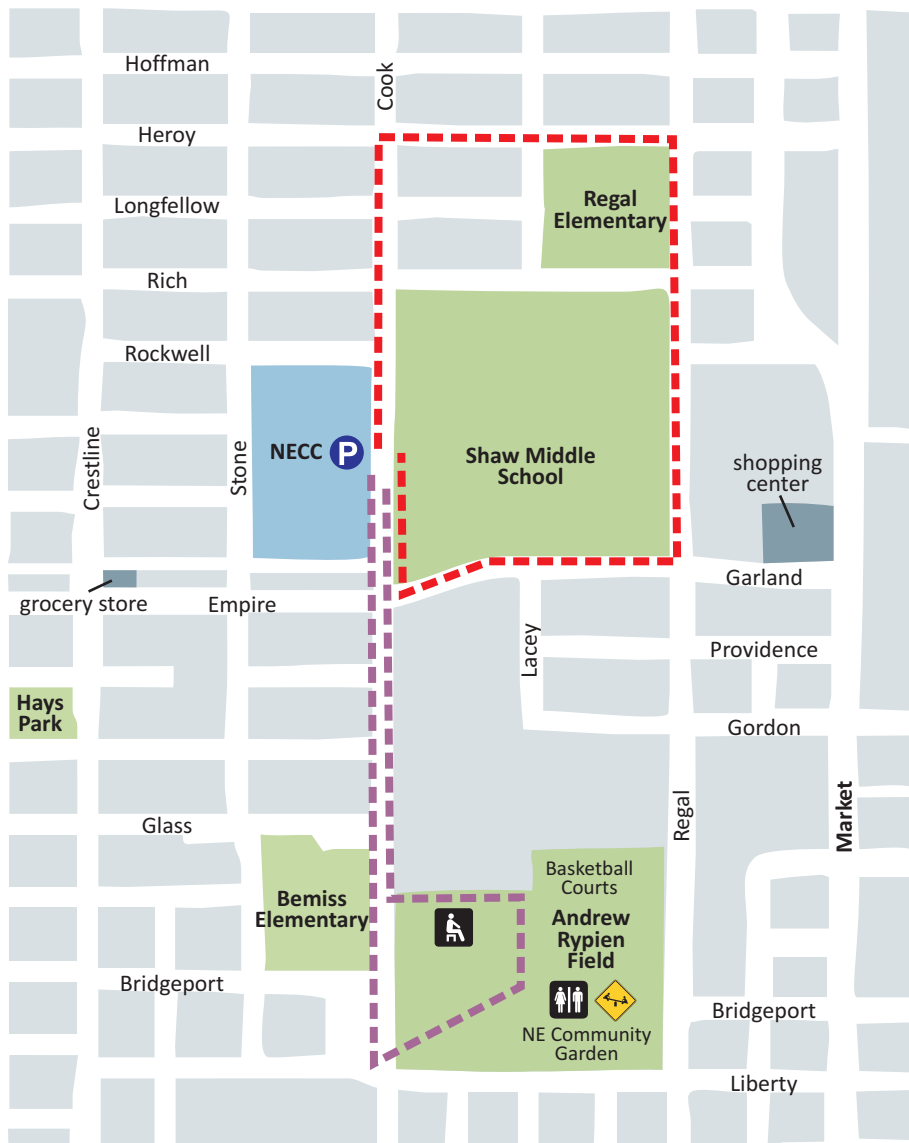 Hoffman
Cook
Heroy
Regal
Elementary
Longfellow
Rich
Rockwell
Crestline
Stone
NECC
P
Shaw Middle
School
shopping
center
grocery store
Empire
Garland
Lacey
Providence
Hays
Park
Gordon
Regal
Market
Glass
Basketball
Courts
Bemiss
Elementary
Andrew
Rypien
Field
Bridgeport
NE Community
Garden
Bridgeport
Liberty